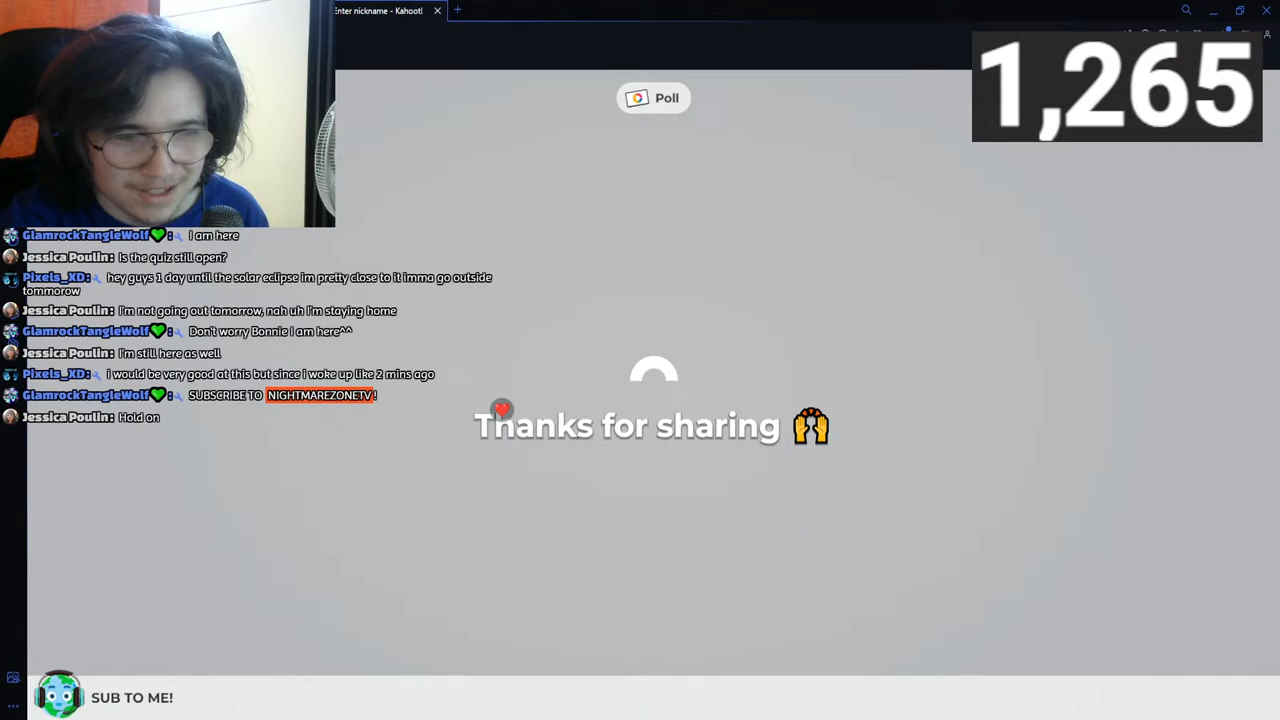 Enter nickname - Kahoot!
1,265
Poll
GlamrockTangleWolf💚: I am here
Jessica Poulin: Is the quiz still open?
Pixels_XD: hey guys 1 day until the solar eclipse im pretty close to it imma go outside
tommorow
Jessica Poulin: I'm not going out tomorrow, nah uh I'm staying home
GlamrockTangleWolf💚: Don't worry Bonnie I am here^^
Jessica Poulin: I'm still here as well
Pixels_XD: i would be very good at this but since i woke up like 2 mins ago
GlamrockTangleWolf💚: SUBSCRIBE TO NIGHTMAREZONETV!
Jessica Poulin: Hold on
Thanks for sharing 🙌
SUB TO ME!